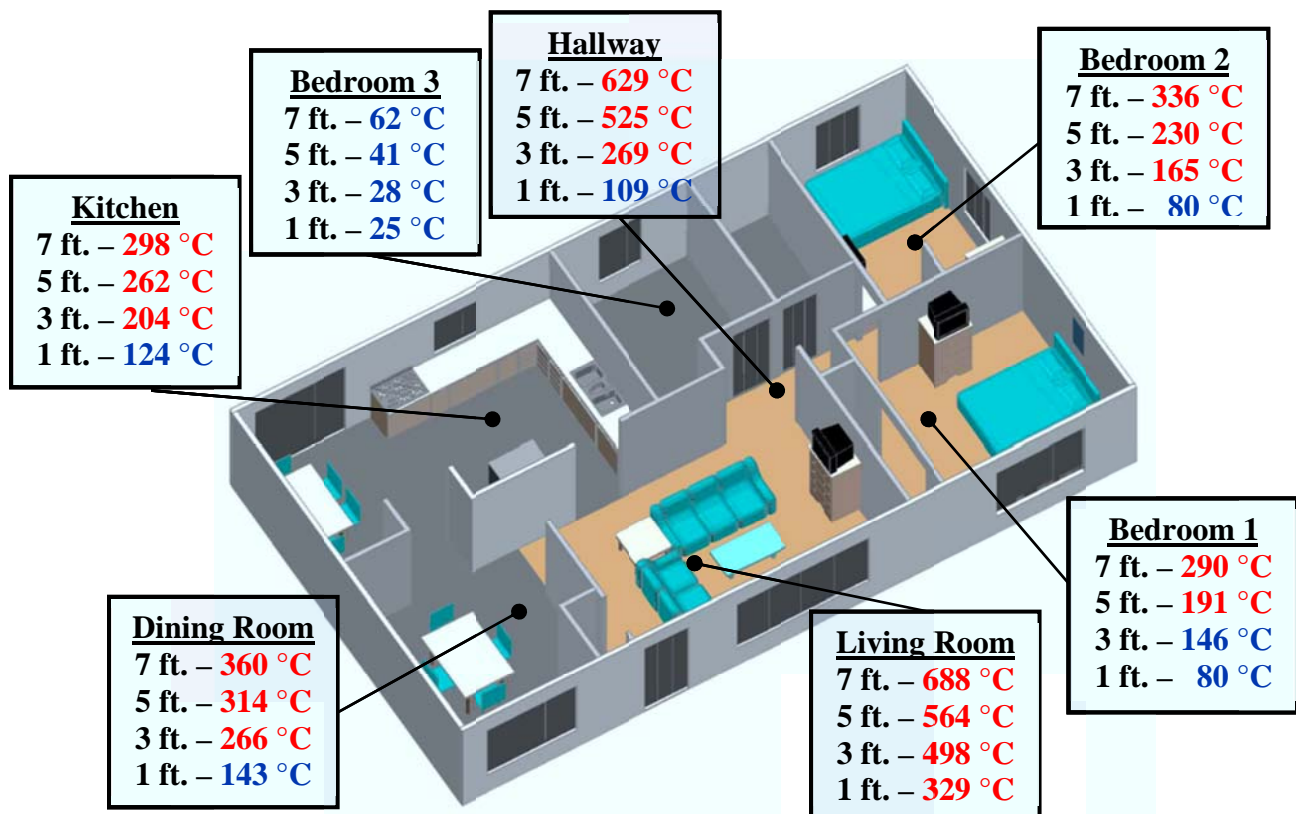 Hallway
7 ft. – 629 °C
5 ft. – 525 °C
3 ft. – 269 °C
1 ft. – 109 °C
Bedroom 3
7 ft. – 62 °C
5 ft. – 41 °C
3 ft. – 28 °C
1 ft. – 25 °C
Bedroom 2
7 ft. – 336 °C
5 ft. – 230 °C
3 ft. – 165 °C
1 ft. – 80 °C
Kitchen
7 ft. – 298 °C
5 ft. – 262 °C
3 ft. – 204 °C
1 ft. – 124 °C
Bedroom 1
7 ft. – 290 °C
5 ft. – 191 °C
3 ft. – 146 °C
1 ft. – 80 °C
Dining Room
7 ft. – 360 °C
5 ft. – 314 °C
3 ft. – 266 °C
1 ft. – 143 °C
Living Room
7 ft. – 688 °C
5 ft. – 564 °C
3 ft. – 498 °C
1 ft. – 329 °C